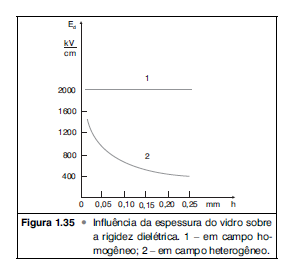 E_d
kV
cm
1
2000
1600
1200
2
800
400
0 0,05 0,10 0,15 0,20 0,25 mm h
Figura 1.35 • Influência da espessura do vidro sobre
a rigidez dielétrica. 1 – em campo ho-
mogêneo; 2 – em campo heterogêneo.